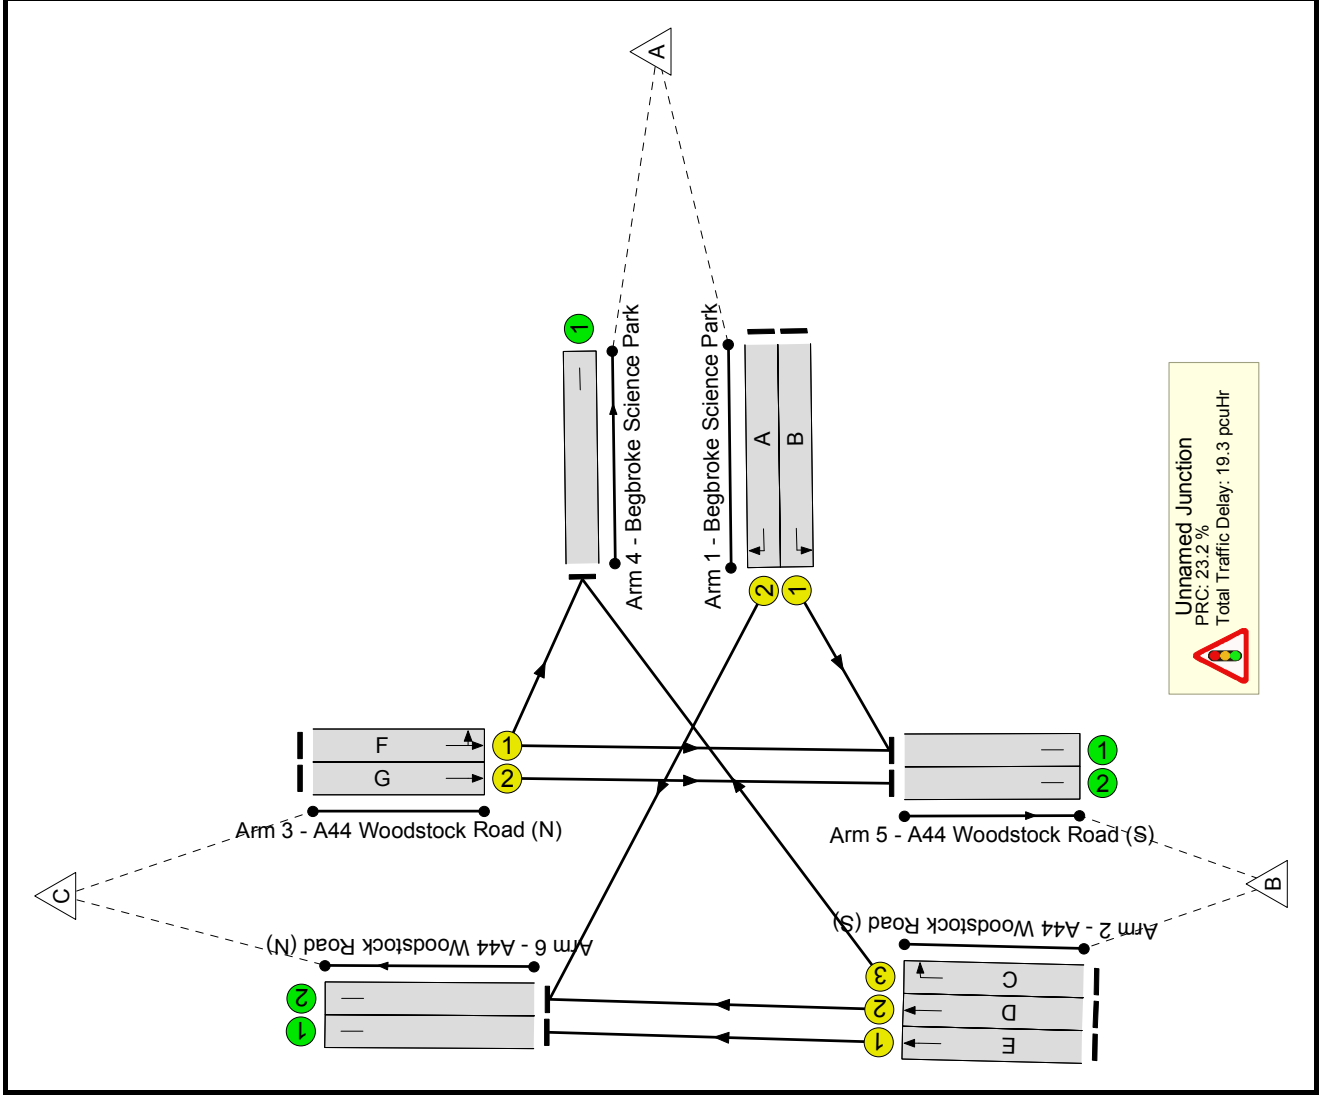 A
1
Arm 4 - Begbroke Science Park
Arm 1 - Begbroke Science Park
A
B
2
1
Unnamed Junction
PRC: 23.2 %
Total Traffic Delay: 19.3 pcuHr
F
1
G
2
Arm 3 - A44 Woodstock Road (N)
1
2
Arm 5 - A44 Woodstock Road (S)
C
B
Arm 6 - A44 Woodstock Road (N)
2
1
Arm 2 - A44 Woodstock Road (S)
3
C
2
D
1
E